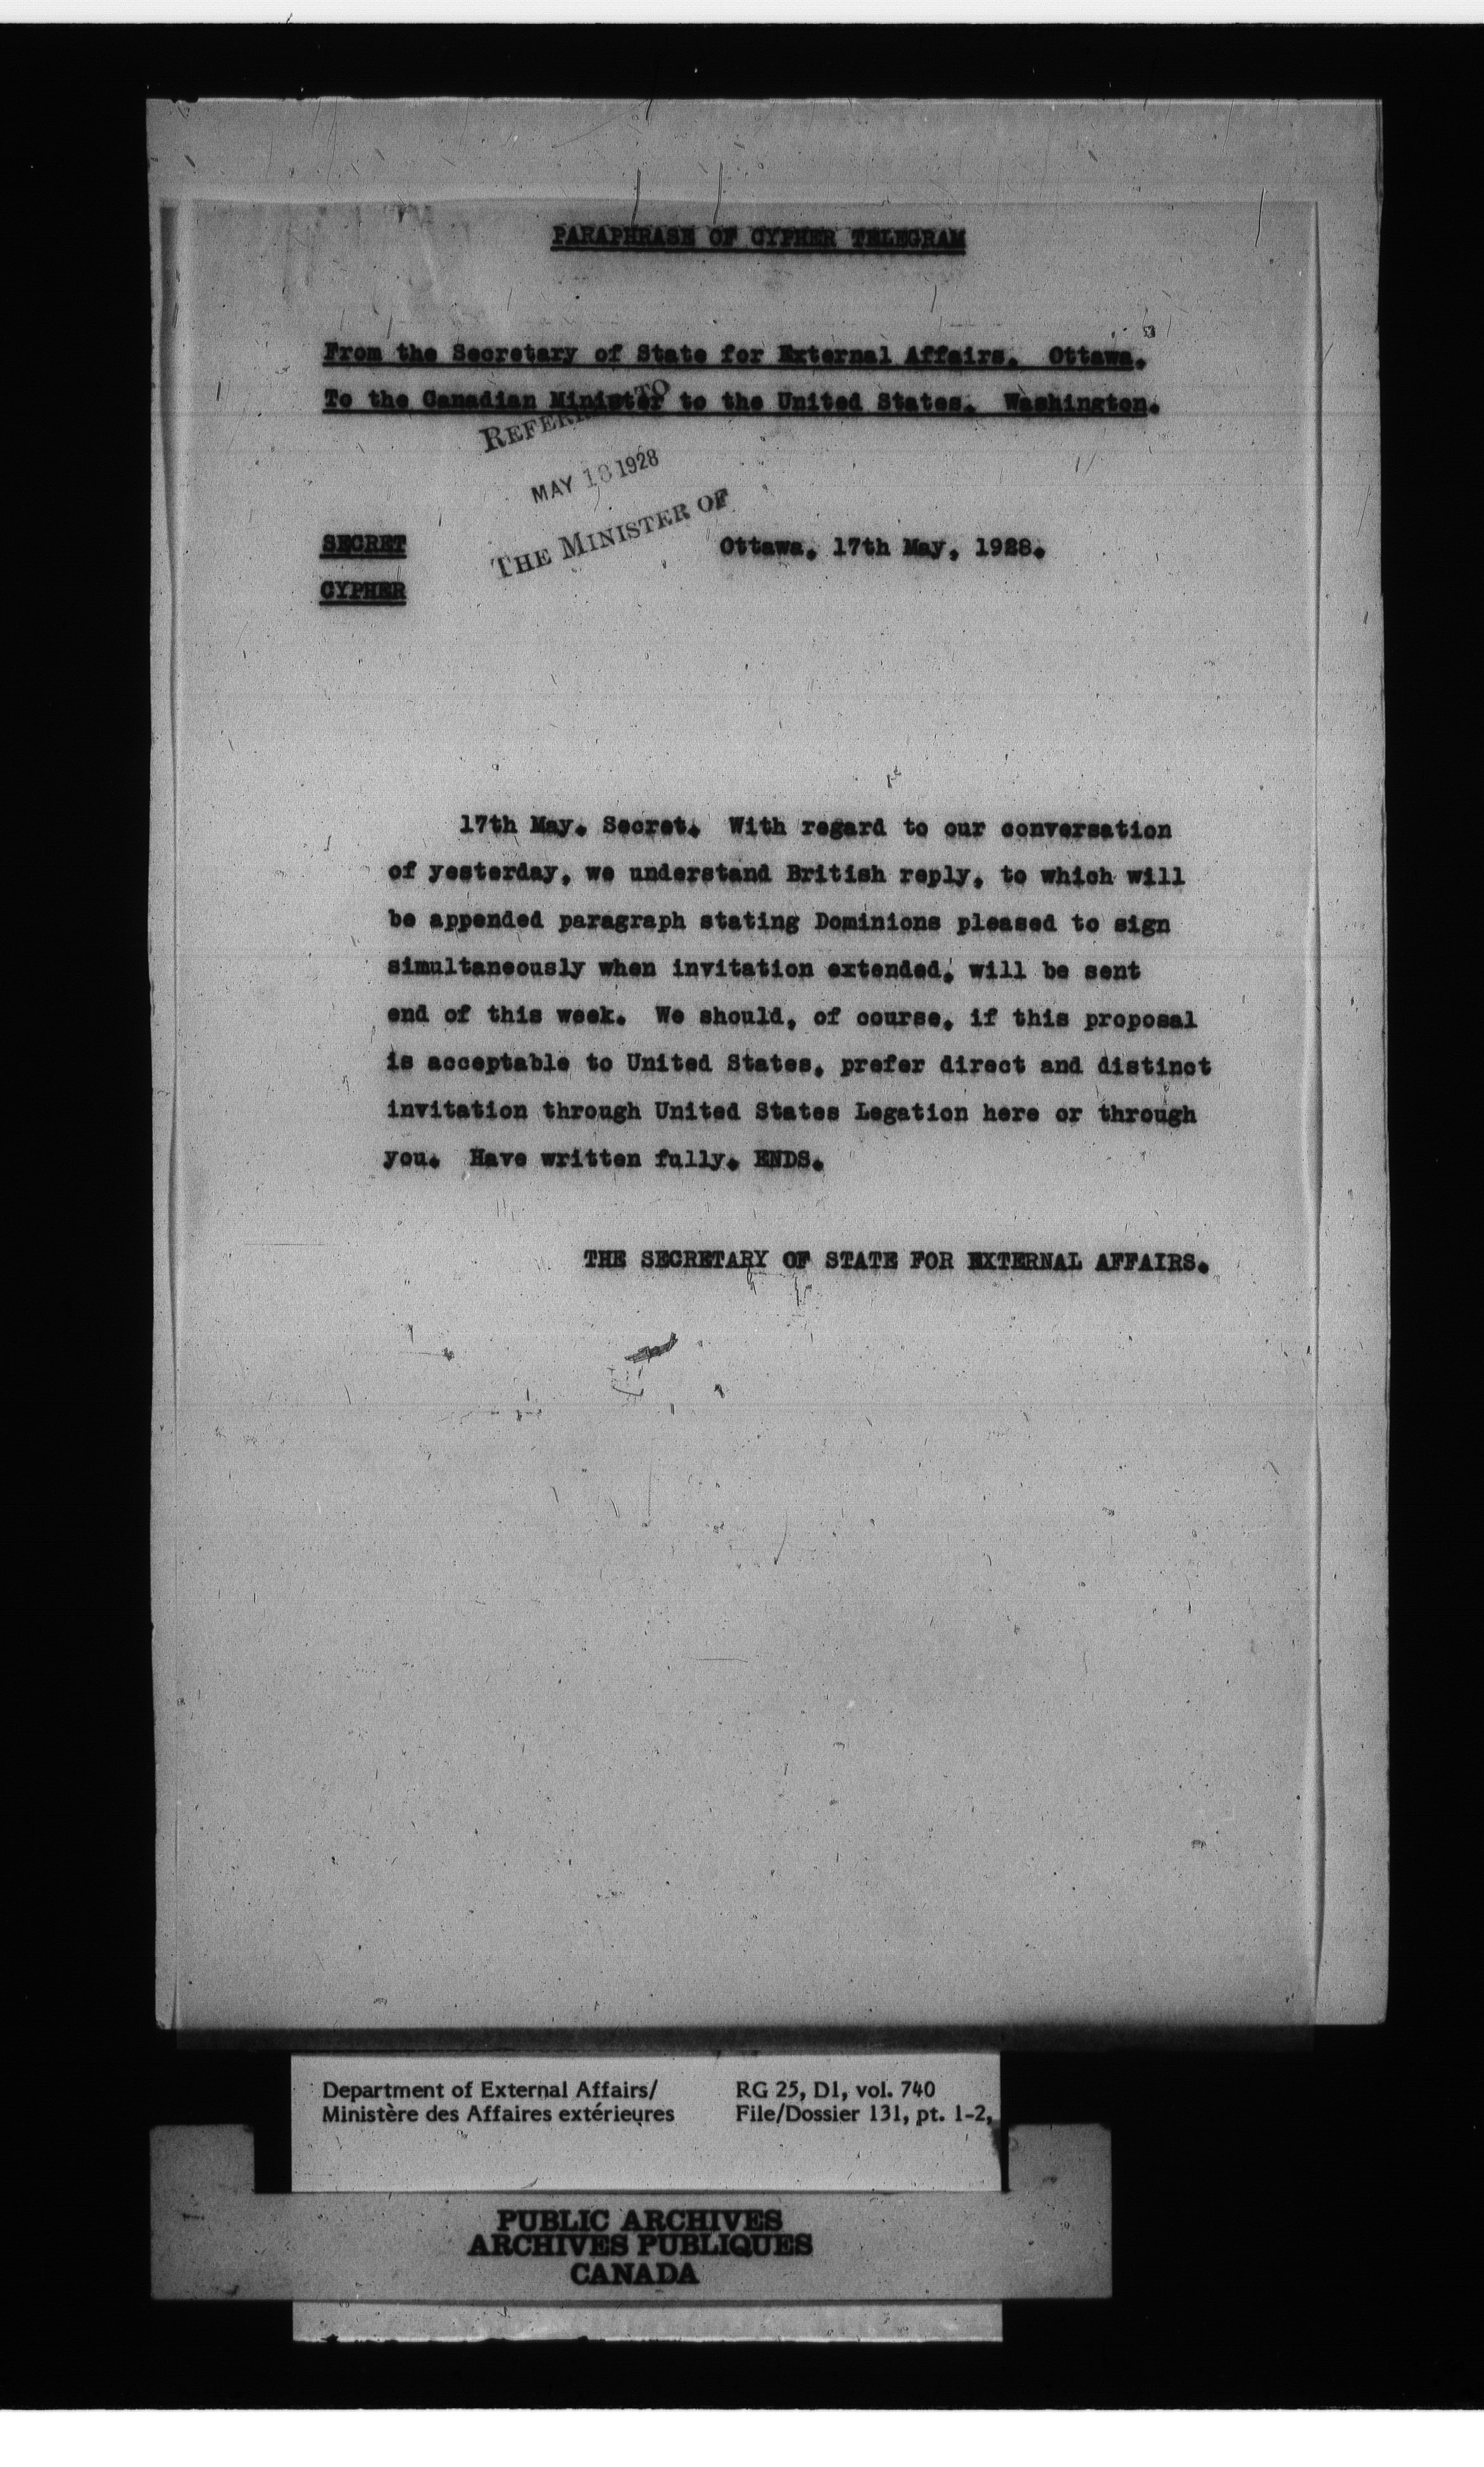 PARAPHRASE OF CYPHER TELEGRAM
From the Secretary of State for External Affairs. Ottawa.
To the Canadian Minister to the United States. Washington.
REFERRED TO
MAY 18 1928
THE MINISTER OF
SECRET
Ottawa, 17th May, 1928.
CYPHER
17th May. Secret. With regard to our conversation
of yesterday, we understand British reply, to which will
be appended paragraph stating Dominions pleased to sign
simultaneously when invitation extended, will be sent
end of this week. We should, of course, if this proposal
is acceptable to United States, prefer direct and distinct
invitation through United States Legation here or through
you. Have written fully. ENDS.
THE SECRETARY OF STATE FOR EXTERNAL AFFAIRS.
Department of External Affairs/
Ministère des Affaires extérieures
RG 25, D1, vol. 740
File/Dossier 131, pt. 1-2,
PUBLIC ARCHIVES
ARCHIVES PUBLIQUES
CANADA